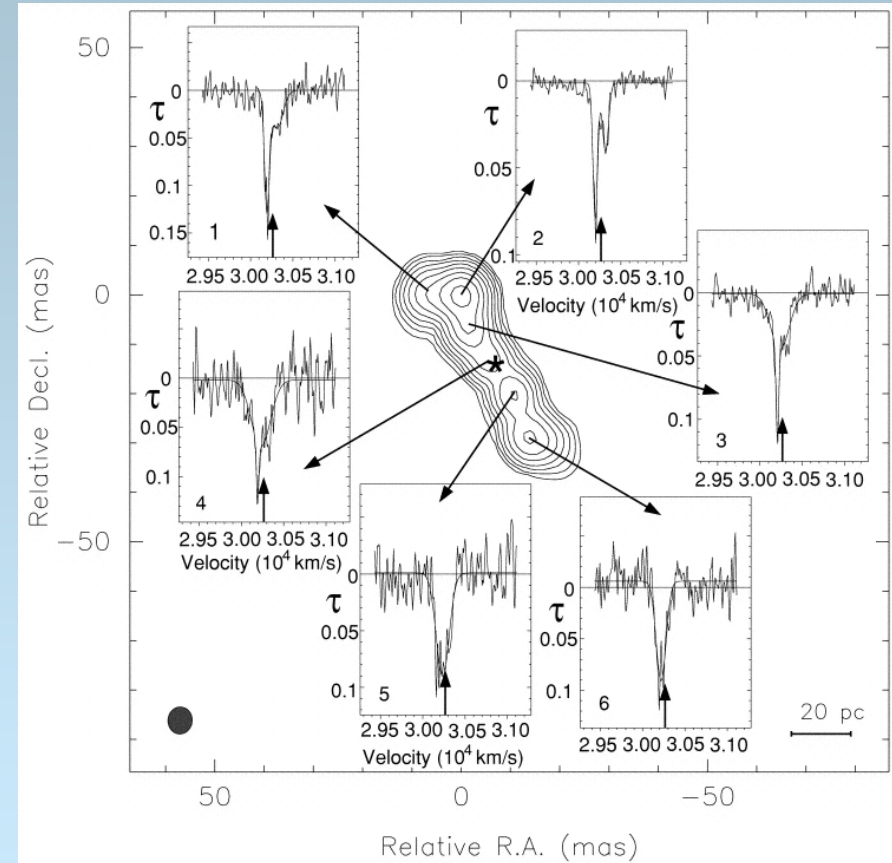 Relative Decl. (mas)
50
0
−50
50
0
−50
Relative R.A. (mas)
20 pc
*
τ
0
0.05
0.1
0.15
1
2.95 3.00 3.05 3.10
τ
0
0.05
0.1
2
2.95 3.00 3.05 3.10
Velocity (10⁴ km/s)
τ
0
0.05
0.1
3
2.95 3.00 3.05 3.10
τ
0
0.05
0.1
4
2.95 3.00 3.05 3.10
Velocity (10⁴ km/s)
τ
0
0.05
0.1
5
2.95 3.00 3.05 3.10
Velocity (10⁴ km/s)
τ
0
0.05
0.1
6
2.95 3.00 3.05 3.10